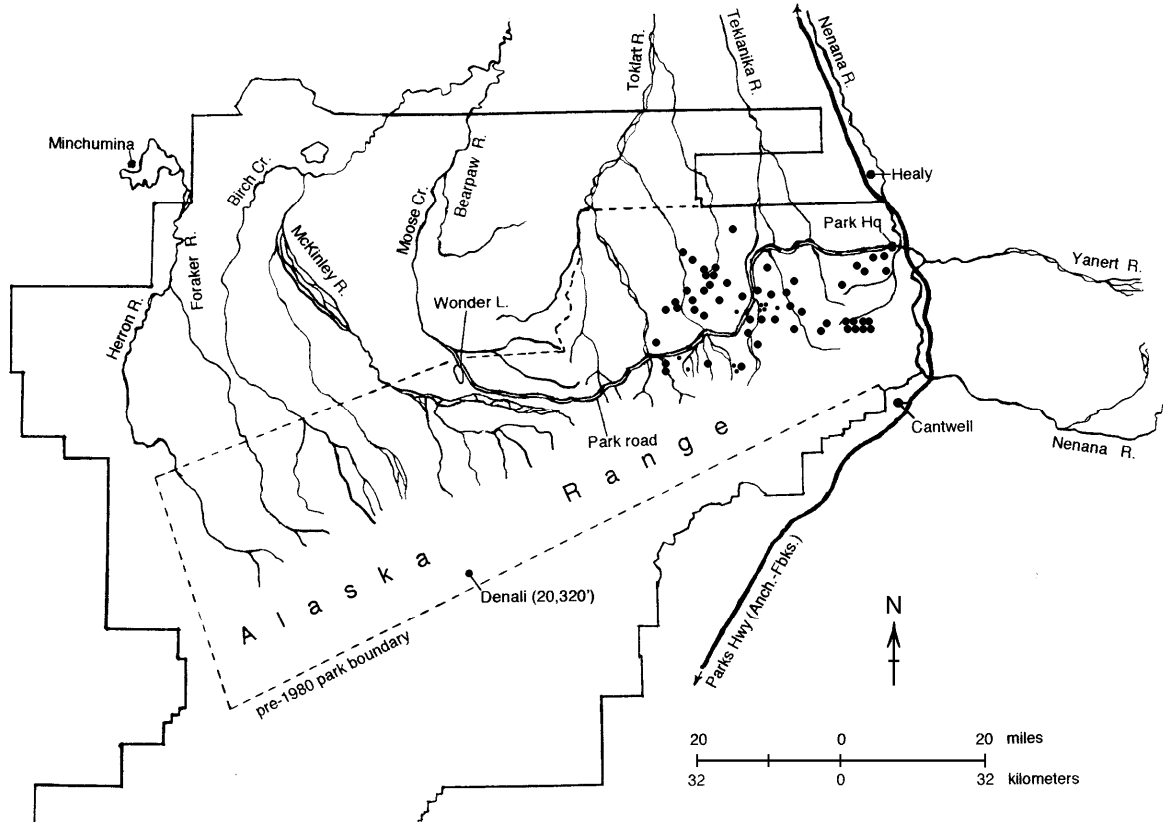 Toklat R.
Teklanika R.
Nenana R.
Minchumina
Birch Cr.
Bearpaw R.
Healy
Moose Cr.
Park Hq
McKinley R.
Foraker R.
Yanert R.
Wonder L.
Herron R.
Park road
Cantwell
Nenana R.
Alaska Range
Denali (20,320')
pre-1980 park boundary
Parks Hwy (Anch.-Fbks.)
N
20 0 20 miles
32 0 32 kilometers